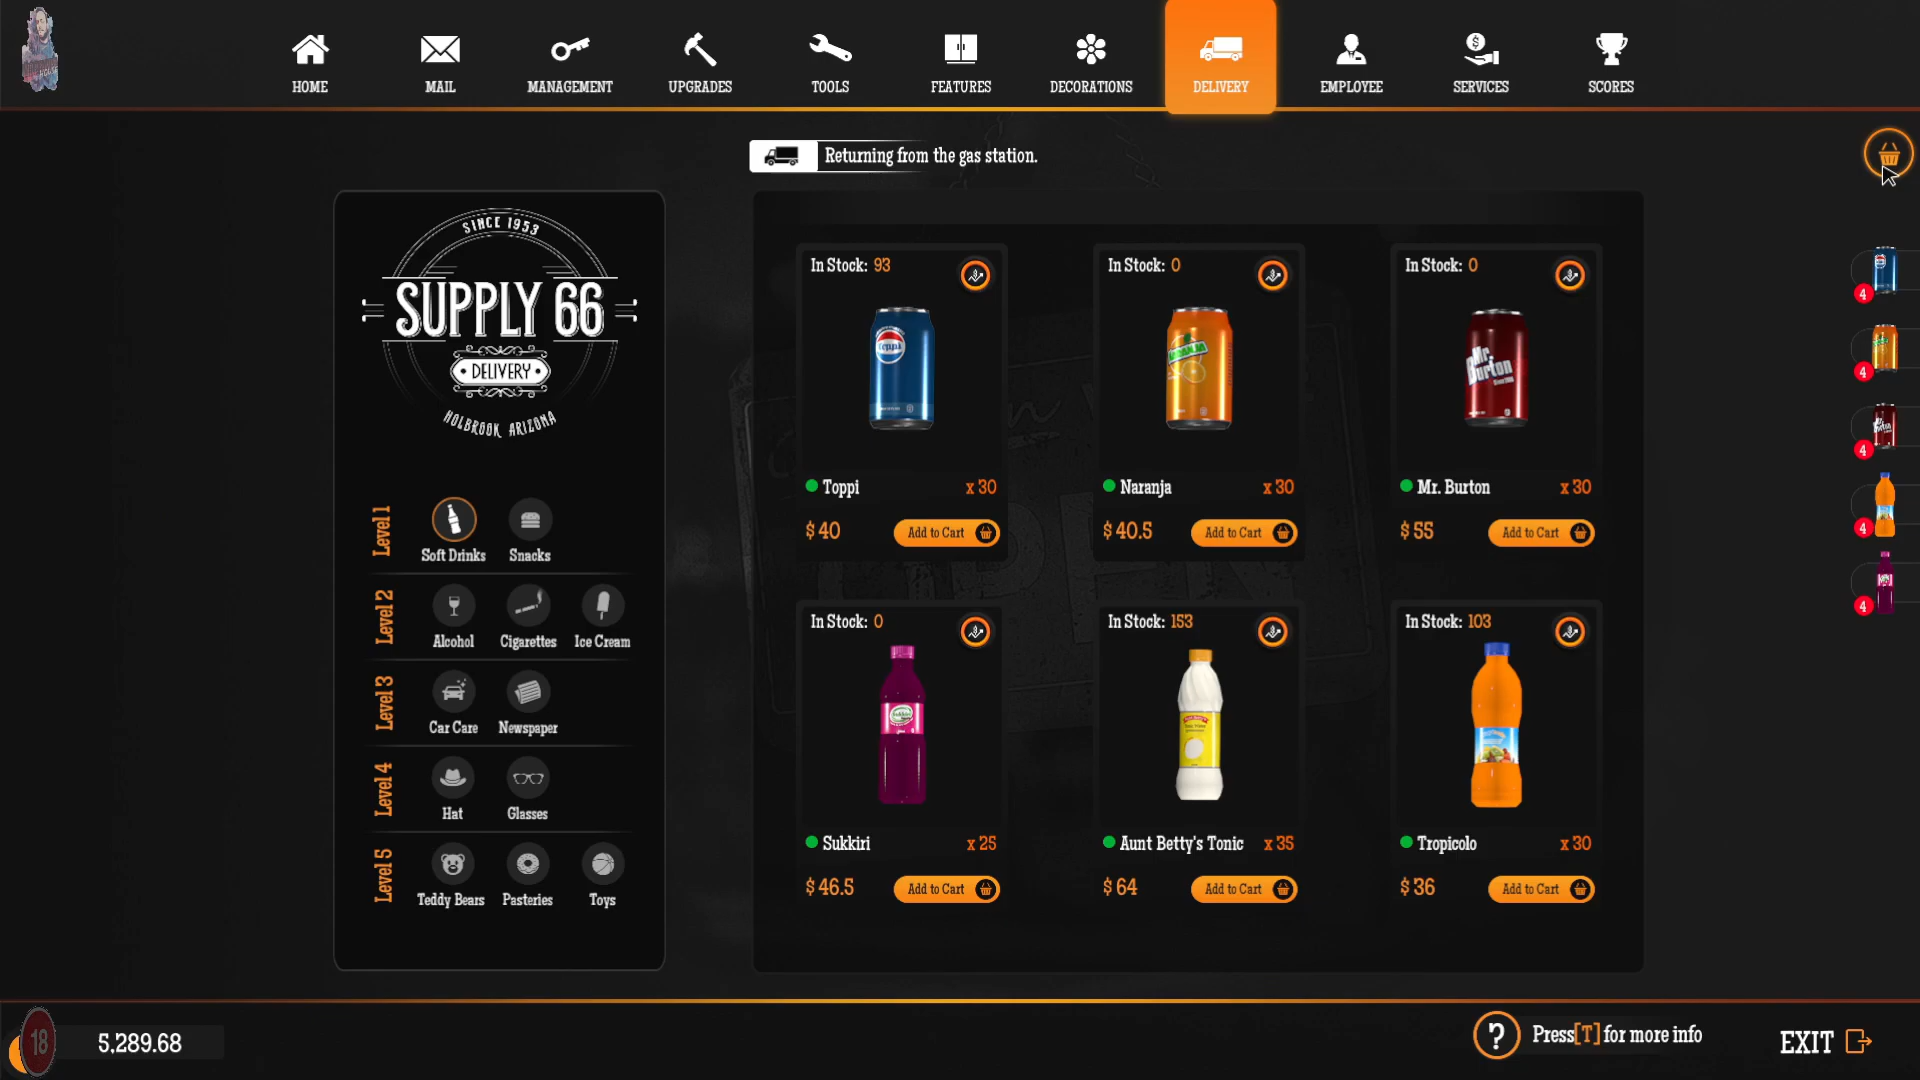 HOME
MAIL
MANAGEMENT
UPGRADES
TOOLS
FEATURES
DECORATIONS
DELIVERY
EMPLOYEE
SERVICES
SCORES
Returning from the gas station.
SINCE 1953
SUPPLY 66
DELIVERY
HOLBROOK, ARIZONA
Level 1
Soft Drinks
Snacks
Level 2
Alcohol
Cigarettes
Ice Cream
Level 3
Car Care
Newspaper
Level 4
Hat
Glasses
Level 5
Teddy Bears
Pasteries
Toys
In Stock: 93
toppi
Toppi
x 30
$ 40
Add to Cart
In Stock: 0
NARANJA
Naranja
x 30
$ 40.5
Add to Cart
In Stock: 0
Mr. Burton
Mr. Burton
x 30
$ 55
Add to Cart
In Stock: 0
Sukkiri
Sukkiri
x 25
$ 46.5
Add to Cart
In Stock: 153
Aunt Betty's Tonic
x 35
$ 64
Add to Cart
In Stock: 103
Tropicolo
x 30
$ 36
Add to Cart
4
4
4
4
4
18
5,289.68
?
Press[T]for more info
EXIT